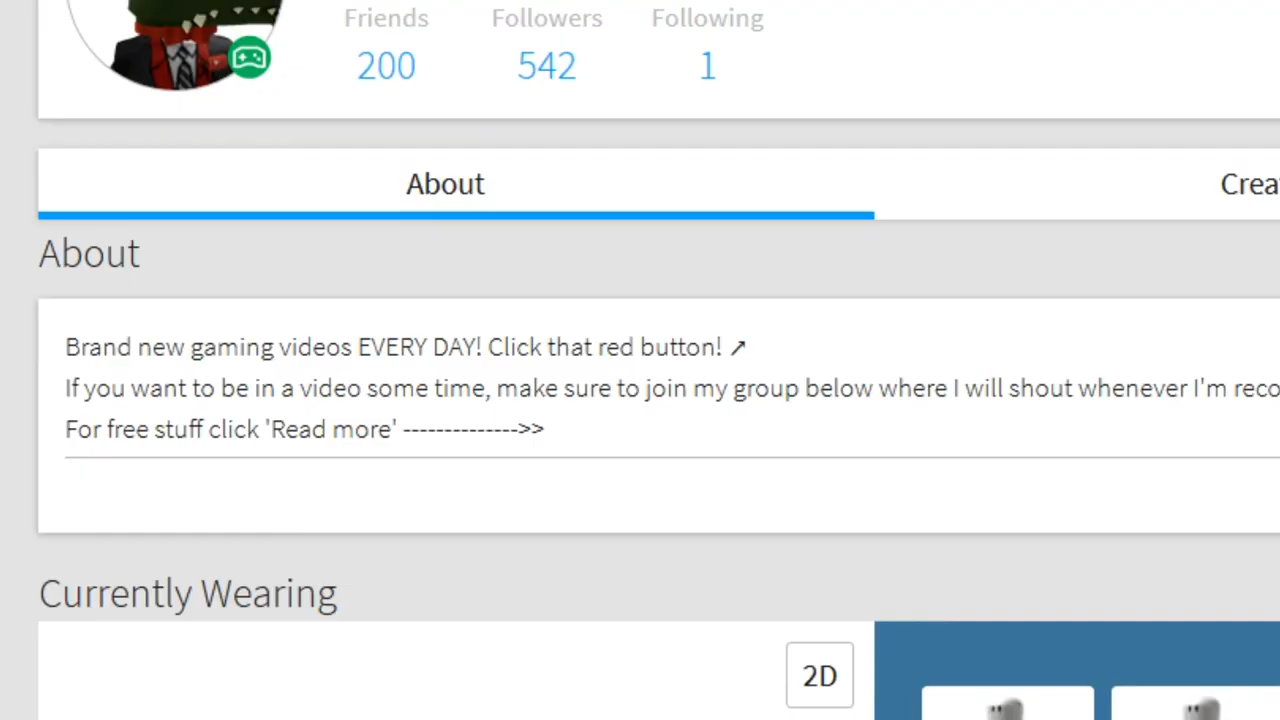 Friends Followers Following
200 542 1
About
About
Brand new gaming videos EVERY DAY! Click that red button! ↗
If you want to be in a video some time, make sure to join my group below where I will shout whenever I'm
For free stuff click 'Read more' -------------->>
Currently Wearing
2D